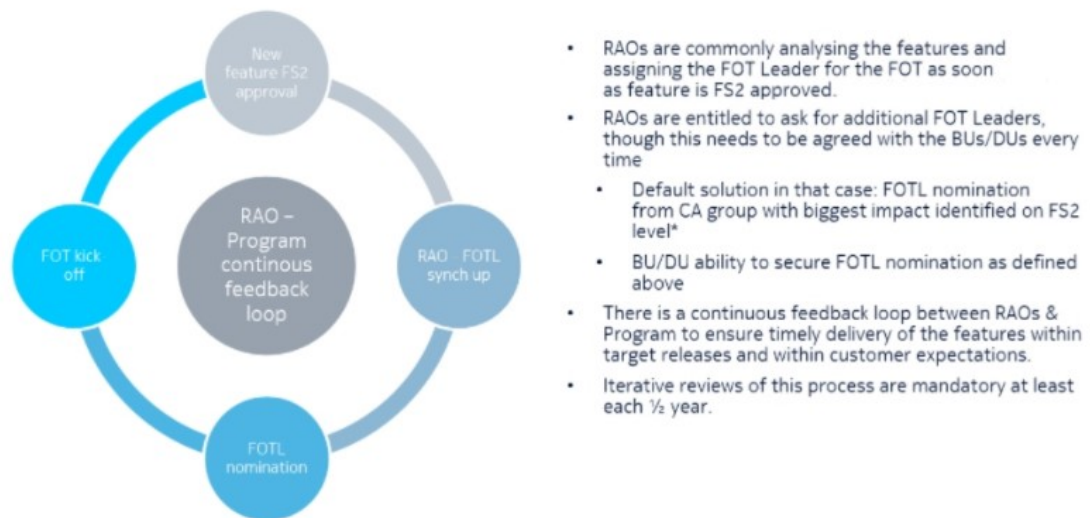 New
feature FS2
approval
RAO – FOTL
synch up
FOTL
nomination
FOT kick
off
RAO –
Program
continous
feedback
loop
• RAOs are commonly analysing the features and
assigning the FOT Leader for the FOT as soon
as feature is FS2 approved.
• RAOs are entitled to ask for additional FOT Leaders,
though this needs to be agreed with the BUs/DUs every
time
• Default solution in that case: FOTL nomination
from CA group with biggest impact identified on FS2
level*
• BU/DU ability to secure FOTL nomination as defined
above
• There is a continuous feedback loop between RAOs &
Program to ensure timely delivery of the features within
target releases and within customer expectations.
• Iterative reviews of this process are mandatory at least
each ½ year.